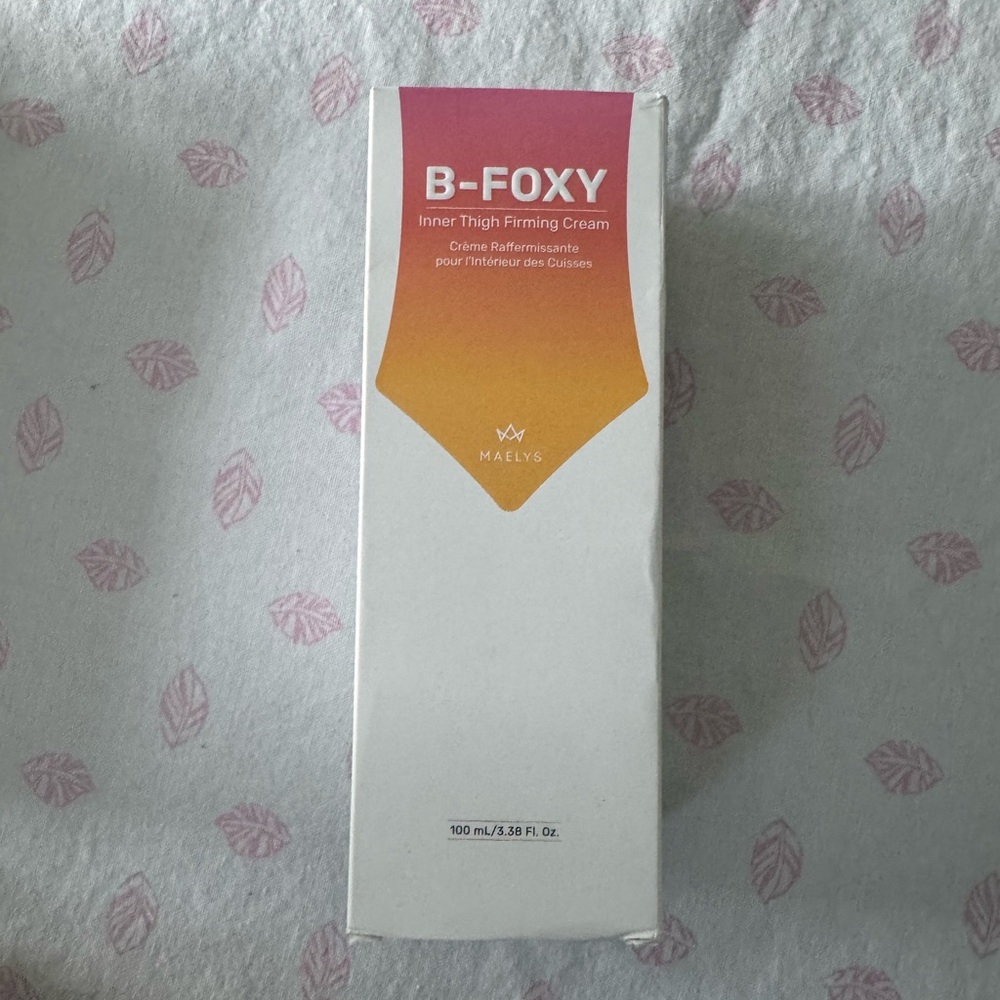 B-FOXY
Inner Thigh Firming Cream
Crème Raffermissante
pour l'Intérieur des Cuisses
MAELYS
100 mL/3.38 Fl. Oz.